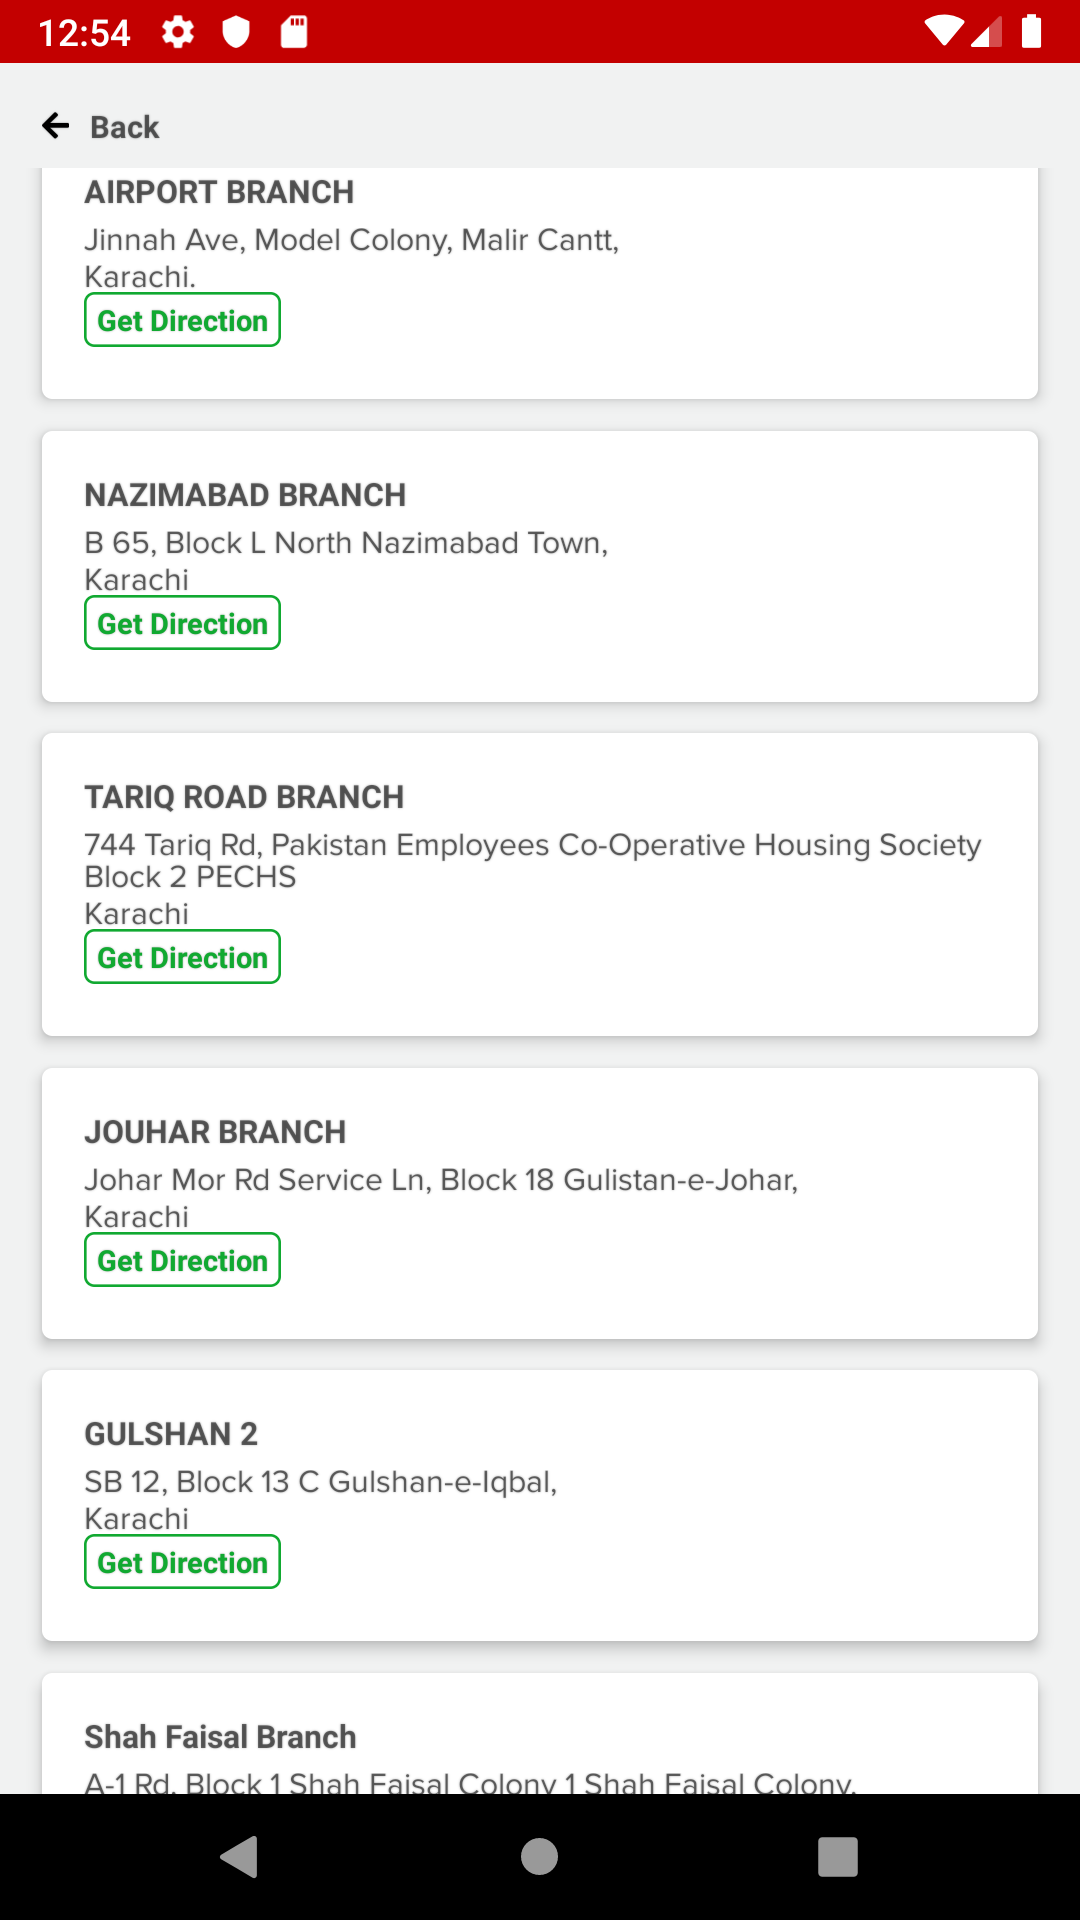 12:54
Back
AIRPORT BRANCH
Jinnah Ave, Model Colony, Malir Cantt,
Karachi.
Get Direction
NAZIMABAD BRANCH
B 65, Block L North Nazimabad Town,
Karachi
Get Direction
TARIQ ROAD BRANCH
744 Tariq Rd, Pakistan Employees Co-Operative Housing Society
Block 2 PECHS
Karachi
Get Direction
JOUHAR BRANCH
Johar Mor Rd Service Ln, Block 18 Gulistan-e-Johar,
Karachi
Get Direction
GULSHAN 2
SB 12, Block 13 C Gulshan-e-Iqbal,
Karachi
Get Direction
Shah Faisal Branch
A-1 Rd, Block 1 Shah Faisal Colony 1 Shah Faisal Colony,